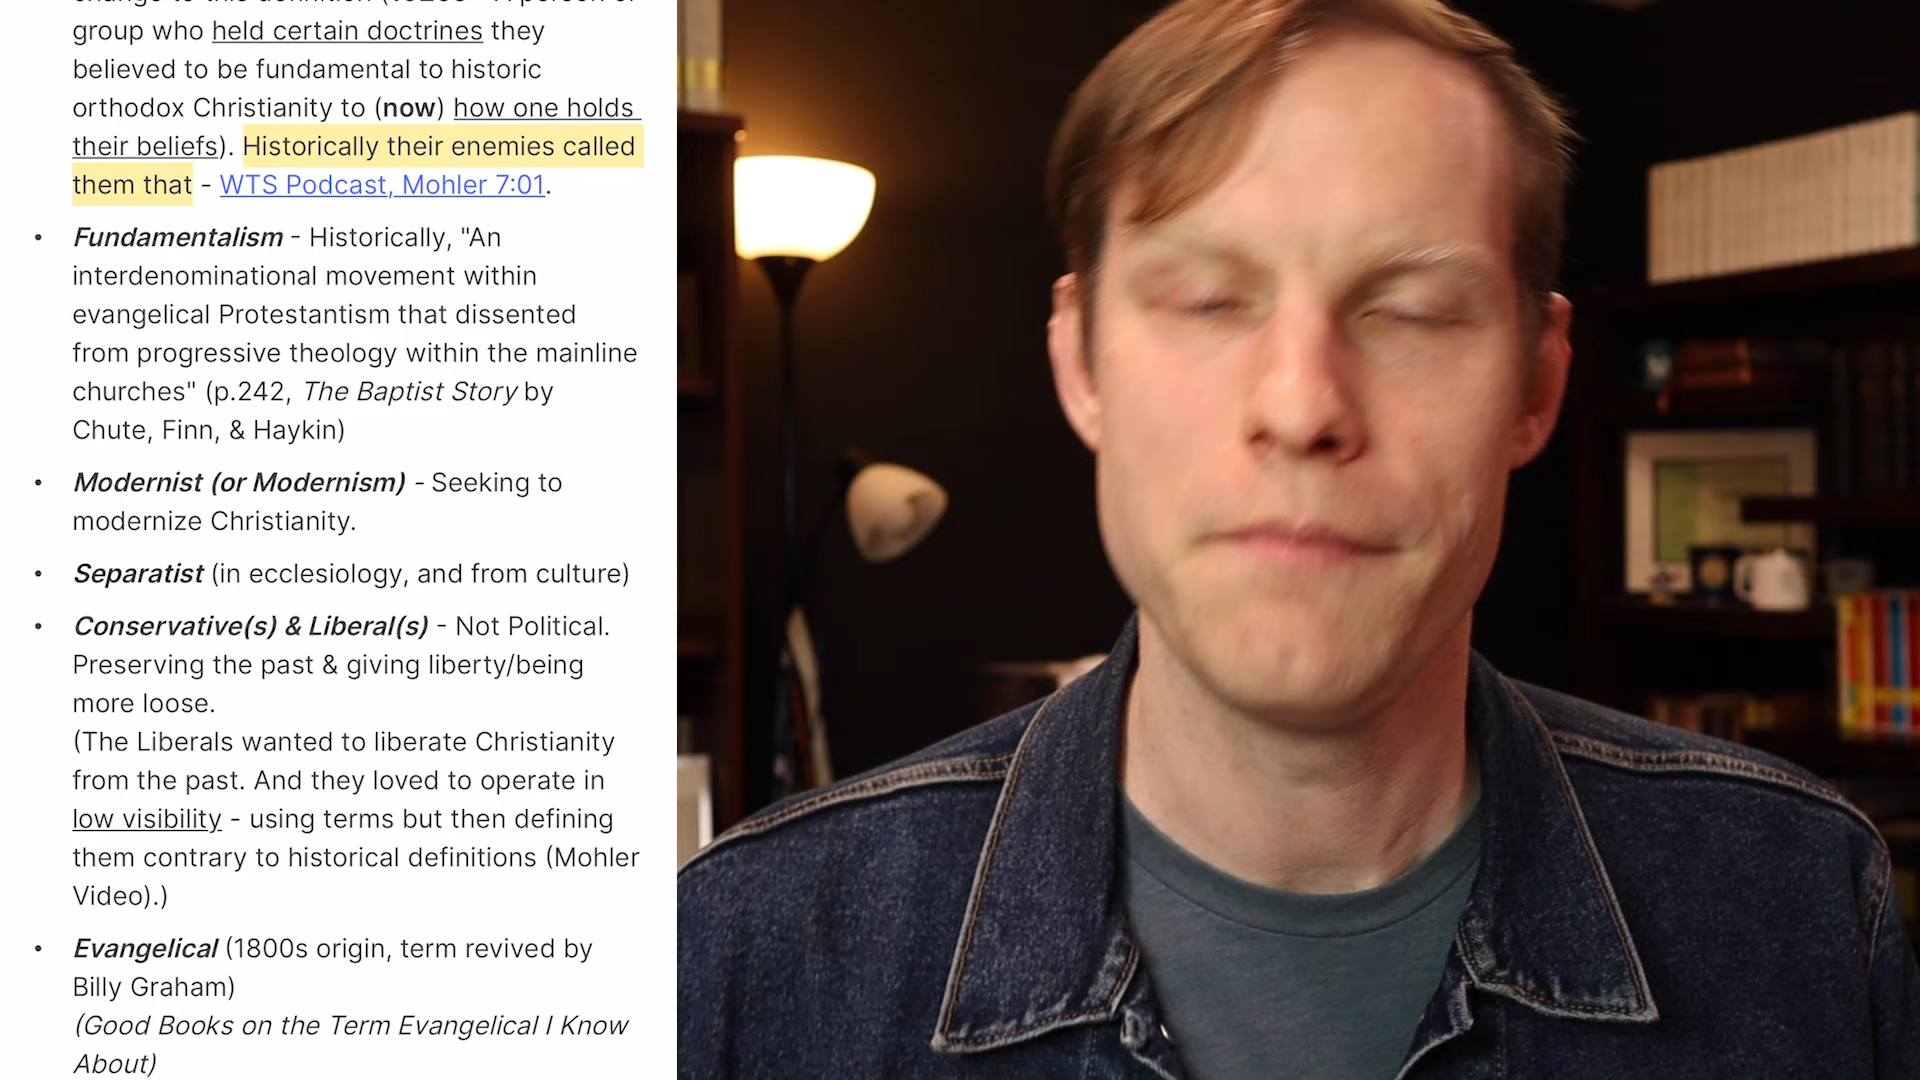 group who held certain doctrines they
believed to be fundamental to historic
orthodox Christianity to (now) how one holds
their beliefs). Historically their enemies called
them that - WTS Podcast, Mohler 7:01.
• Fundamentalism - Historically, "An
interdenominational movement within
evangelical Protestantism that dissented
from progressive theology within the mainline
churches" (p.242, The Baptist Story by
Chute, Finn, & Haykin)
• Modernist (or Modernism) - Seeking to
modernize Christianity.
• Separatist (in ecclesiology, and from culture)
• Conservative(s) & Liberal(s) - Not Political.
Preserving the past & giving liberty/being
more loose.
(The Liberals wanted to liberate Christianity
from the past. And they loved to operate in
low visibility - using terms but then defining
them contrary to historical definitions (Mohler
Video).)
• Evangelical (1800s origin, term revived by
Billy Graham)
(Good Books on the Term Evangelical I Know
About)